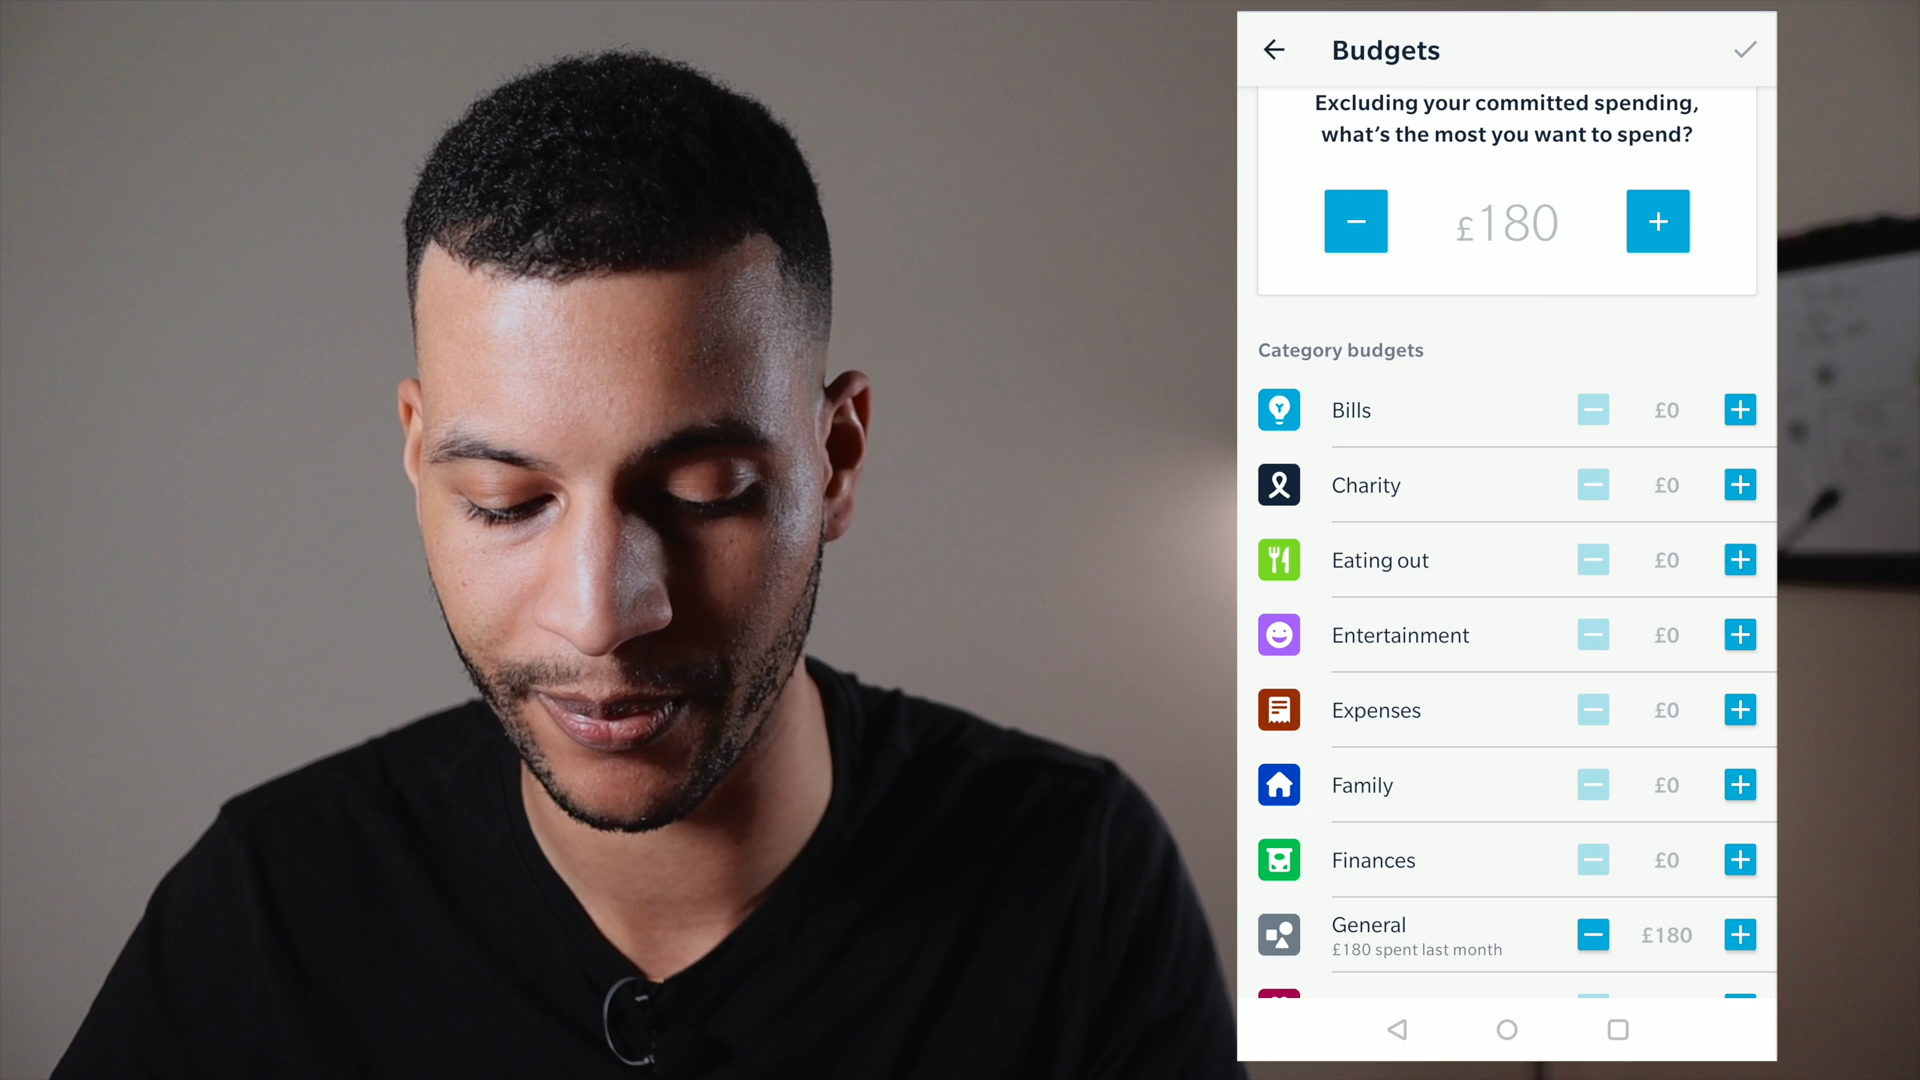 Budgets
Excluding your committed spending,
what's the most you want to spend?
£180
Category budgets
Bills £0
Charity £0
Eating out £0
Entertainment £0
Expenses £0
Family £0
Finances £0
General £180
£180 spent last month